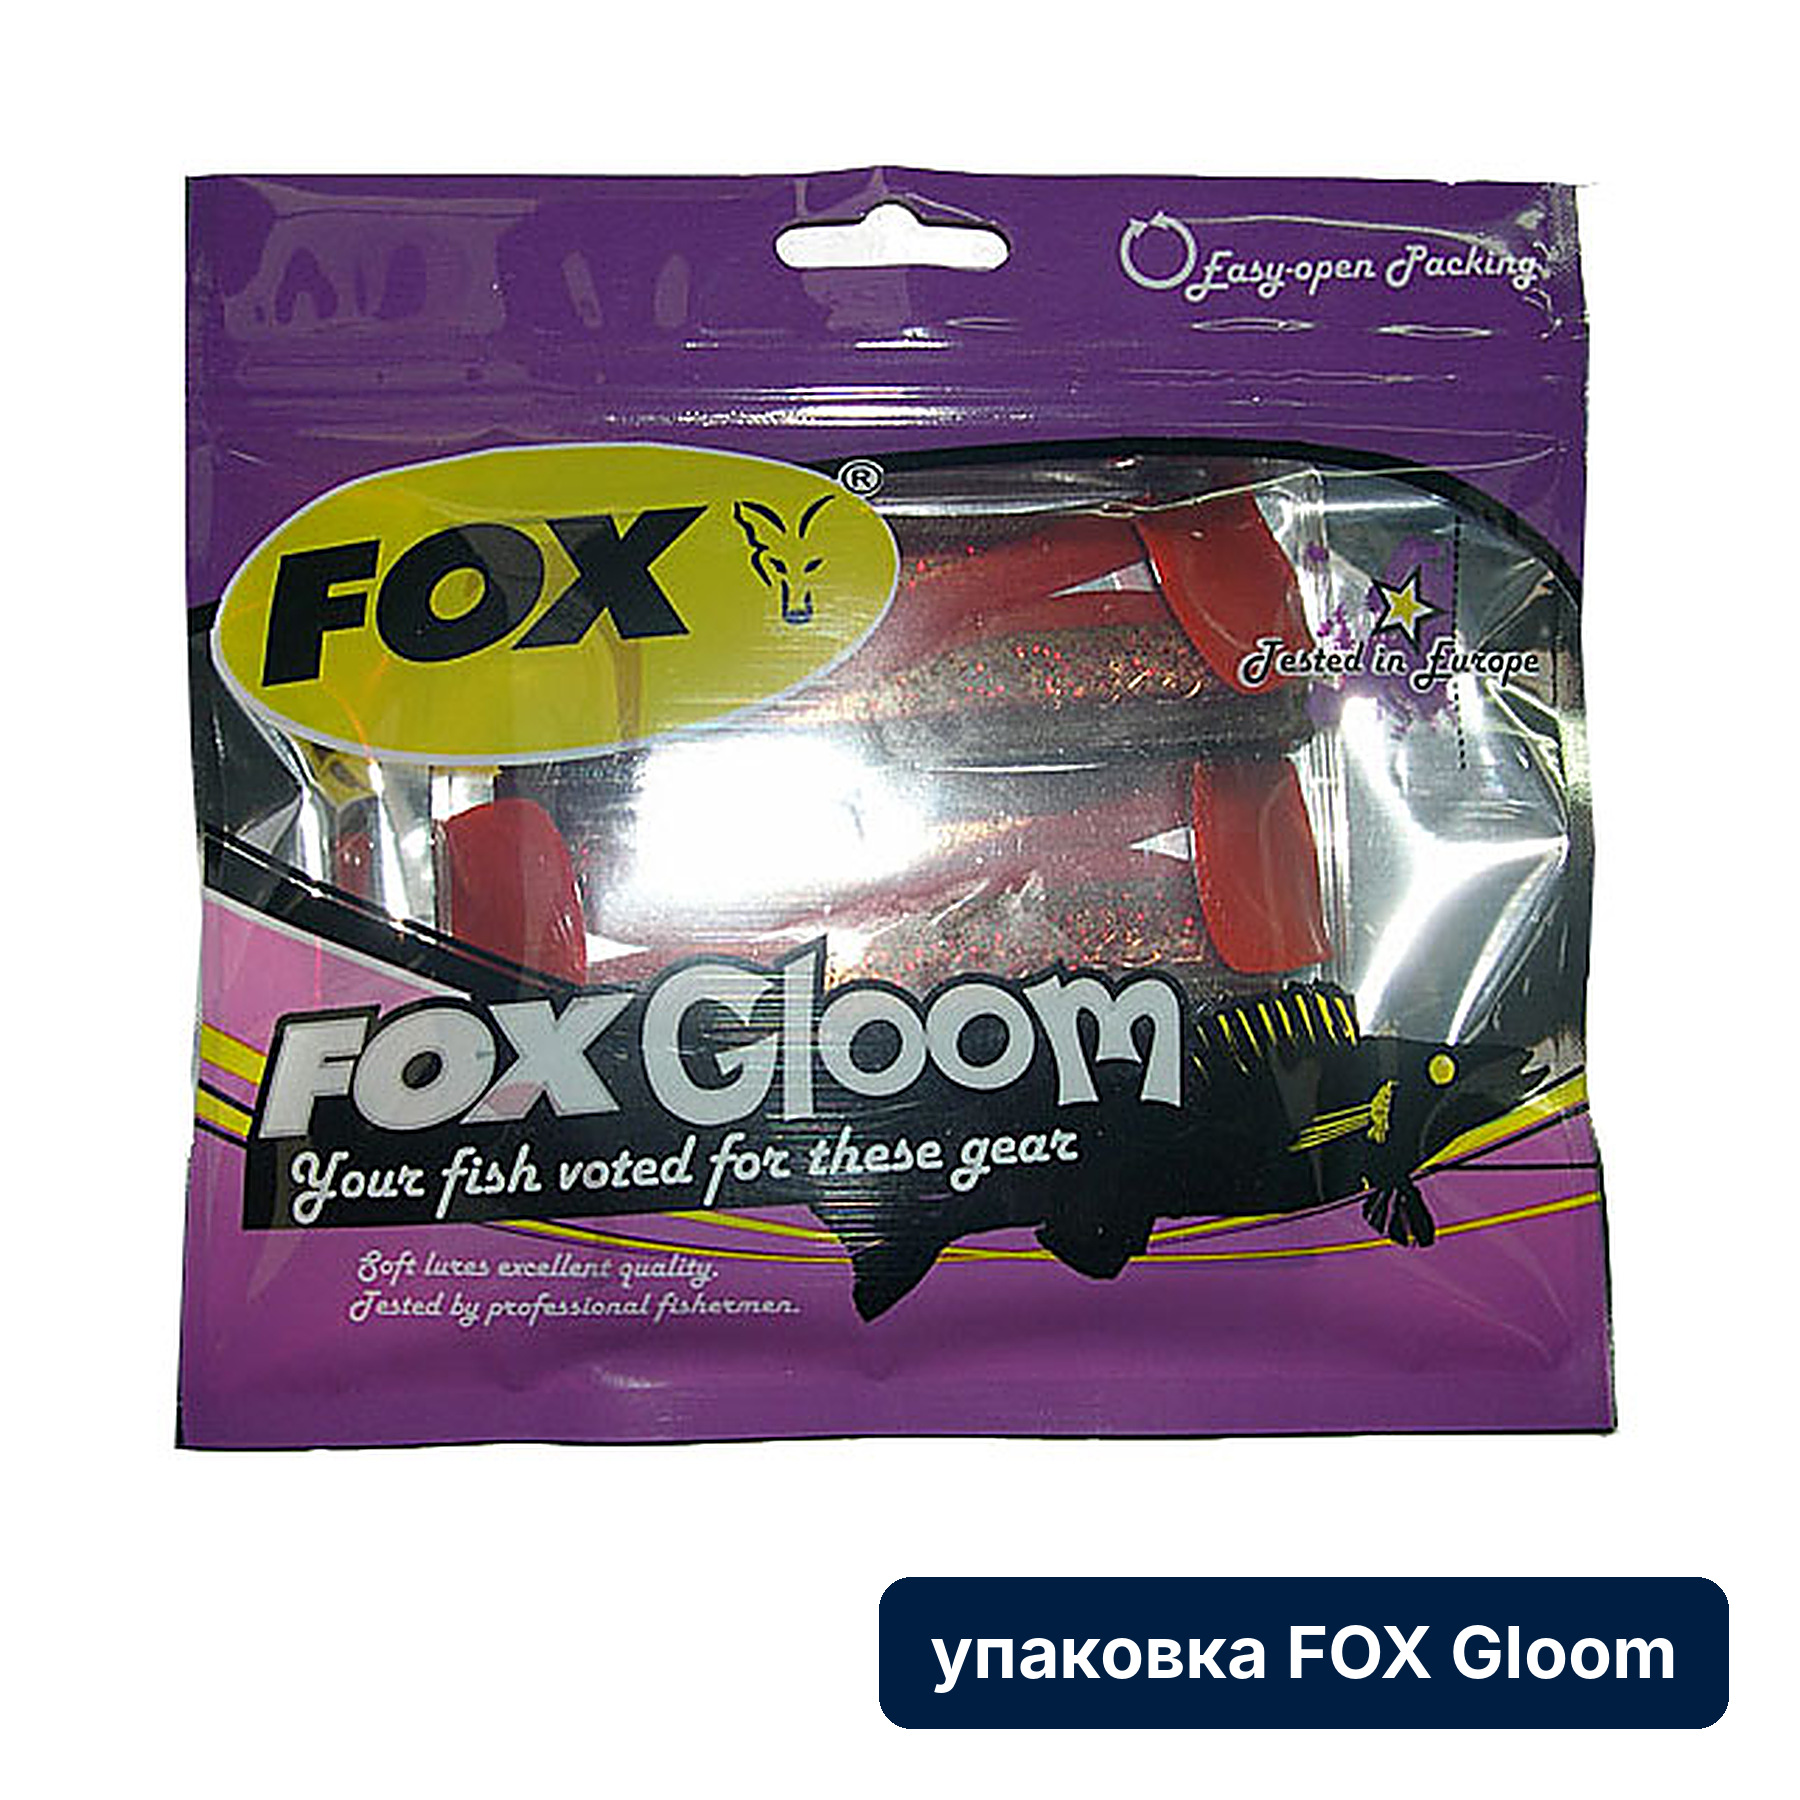 Easy-open Packing
FOX ®
Tested in Europe
FOX Gloom
Your fish voted for these gear
Soft lures excellent quality.
Tested by professional fishermen.
упаковка FOX Gloom